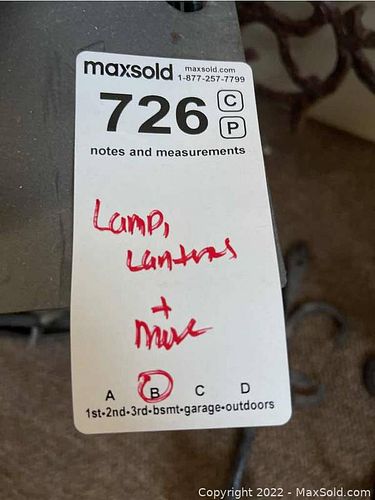 maxsold maxsold.com
1-877-257-7799
726 C
P
notes and measurements
Lamp,
Lanterns
+
More
A B C D
1st-2nd-3rd-bsmt-garage-outdoors
Copyright © 2022 - MaxSold.com